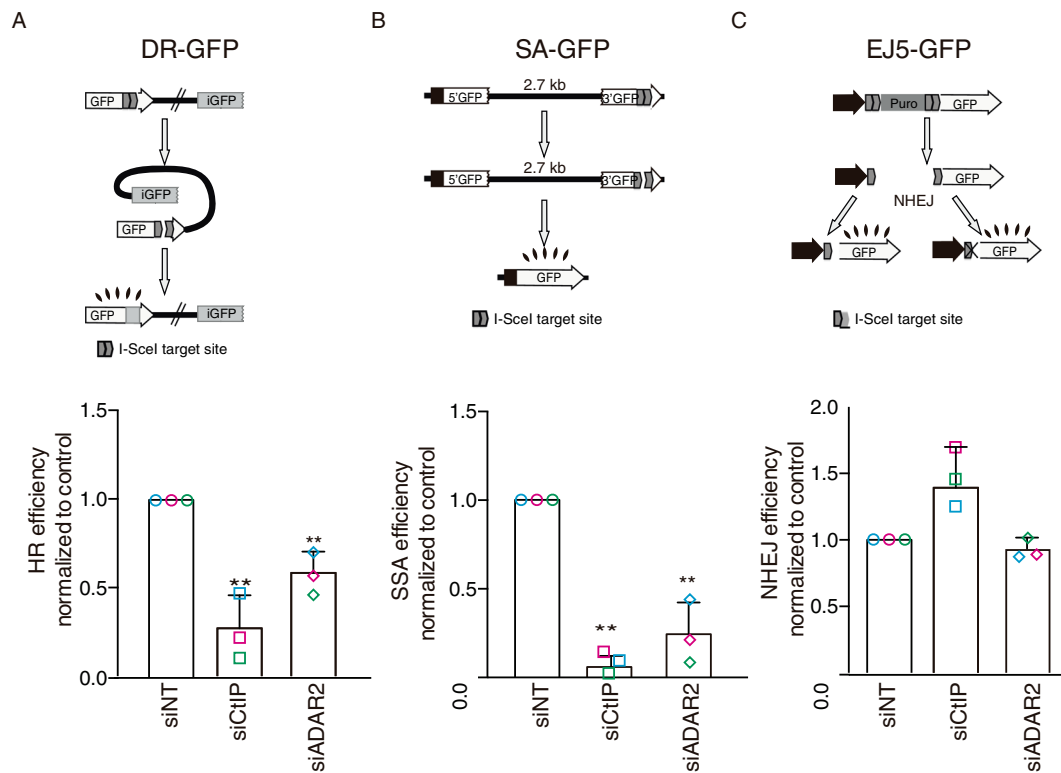 A
DR-GFP
GFP
iGFP
iGFP
GFP
GFP
iGFP
I-SceI target site
HR efficiency
normalized to control
1.5
1.0
0.5
0.0
**
**
siNT
siCtIP
siADAR2
B
SA-GFP
2.7 kb
5'GFP
3'GFP
2.7 kb
5'GFP
3'GFP
GFP
I-SceI target site
SSA efficiency
normalized to control
1.5
1.0
0.5
0.0
**
**
siNT
siCtIP
siADAR2
C
EJ5-GFP
Puro
GFP
GFP
NHEJ
GFP
GFP
I-SceI target site
NHEJ efficiency
normalized to control
2.0
1.5
1.0
0.5
0.0
siNT
siCtIP
siADAR2